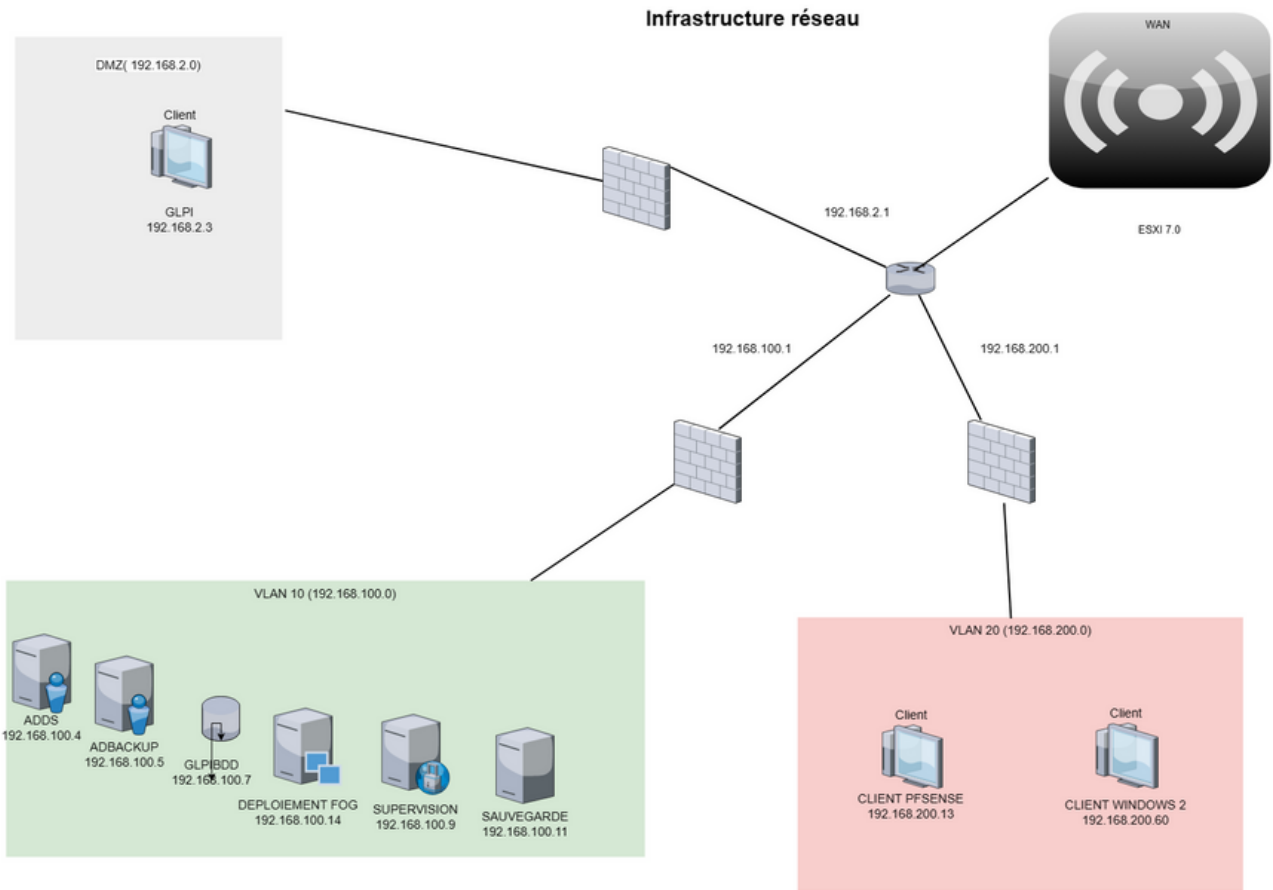 Infrastructure réseau
WAN
DMZ( 192.168.2.0)
Client
GLPI
192.168.2.3
192.168.2.1
ESXI 7.0
192.168.100.1
192.168.200.1
VLAN 10 (192.168.100.0)
ADDS
192.168.100.4
ADBACKUP
192.168.100.5
GLPIBDD
192.168.100.7
DEPLOIEMENT FOG
192.168.100.14
SUPERVISION
192.168.100.9
SAUVEGARDE
192.168.100.11
VLAN 20 (192.168.200.0)
Client
CLIENT PFSENSE
192.168.200.13
Client
CLIENT WINDOWS 2
192.168.200.60